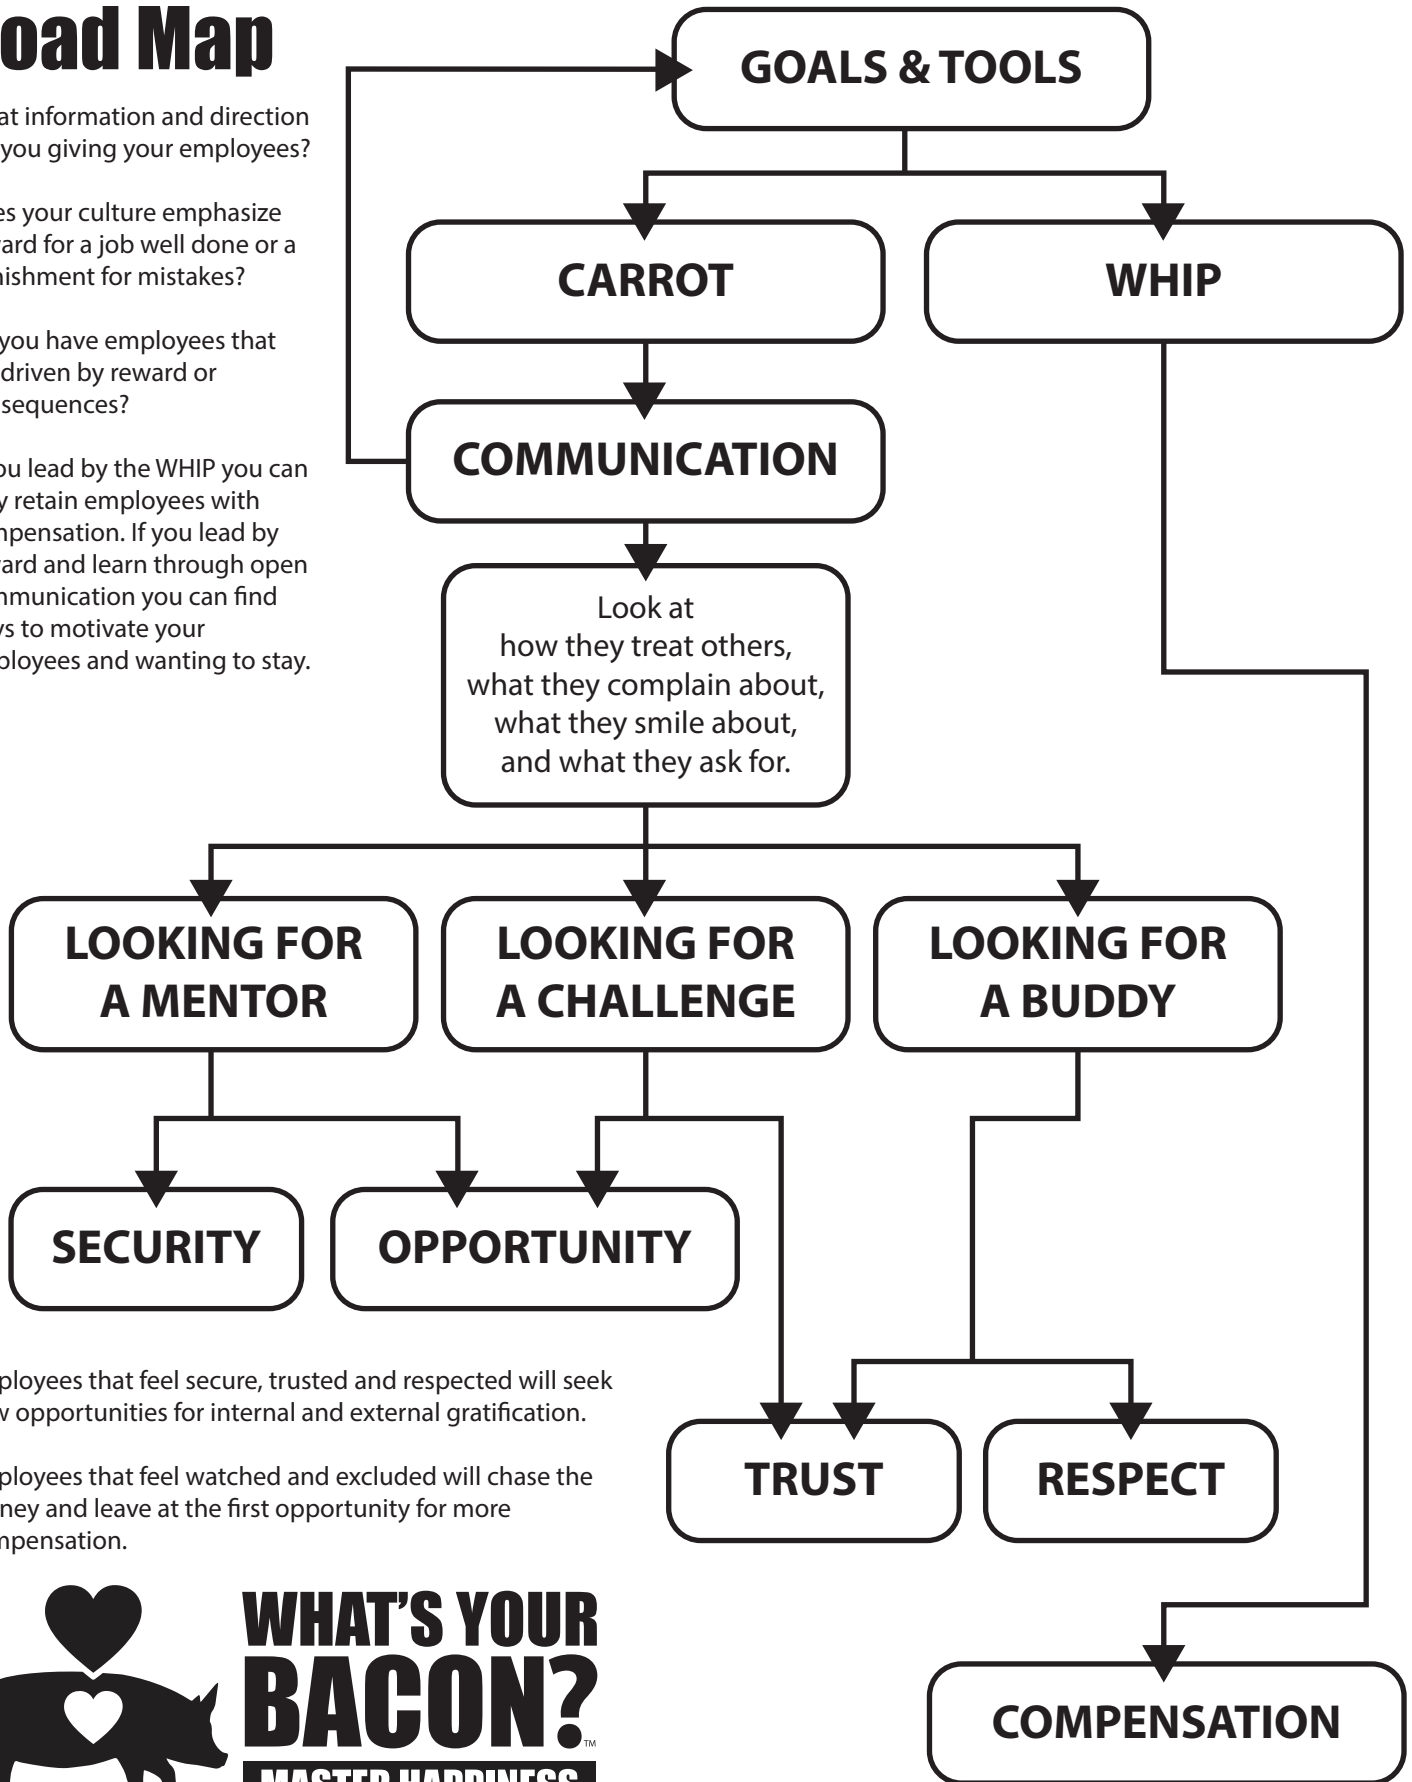 oad Map
at information and direction
you giving your employees?
es your culture emphasize
ard for a job well done or a
nishment for mistakes?
you have employees that
driven by reward or
sequences?
ou lead by the WHIP you can
y retain employees with
mpensation. If you lead by
ard and learn through open
mmunication you can find
ys to motivate your
ployees and wanting to stay.
GOALS & TOOLS
CARROT
WHIP
COMMUNICATION
Look at
how they treat others,
what they complain about,
what they smile about,
and what they ask for.
LOOKING FOR
A MENTOR
LOOKING FOR
A CHALLENGE
LOOKING FOR
A BUDDY
SECURITY
OPPORTUNITY
ployees that feel secure, trusted and respected will seek
w opportunities for internal and external gratification.
ployees that feel watched and excluded will chase the
ney and leave at the first opportunity for more
mpensation.
TRUST
RESPECT
COMPENSATION
WHAT'S YOUR
BACON?™
MASTER HAPPINESS